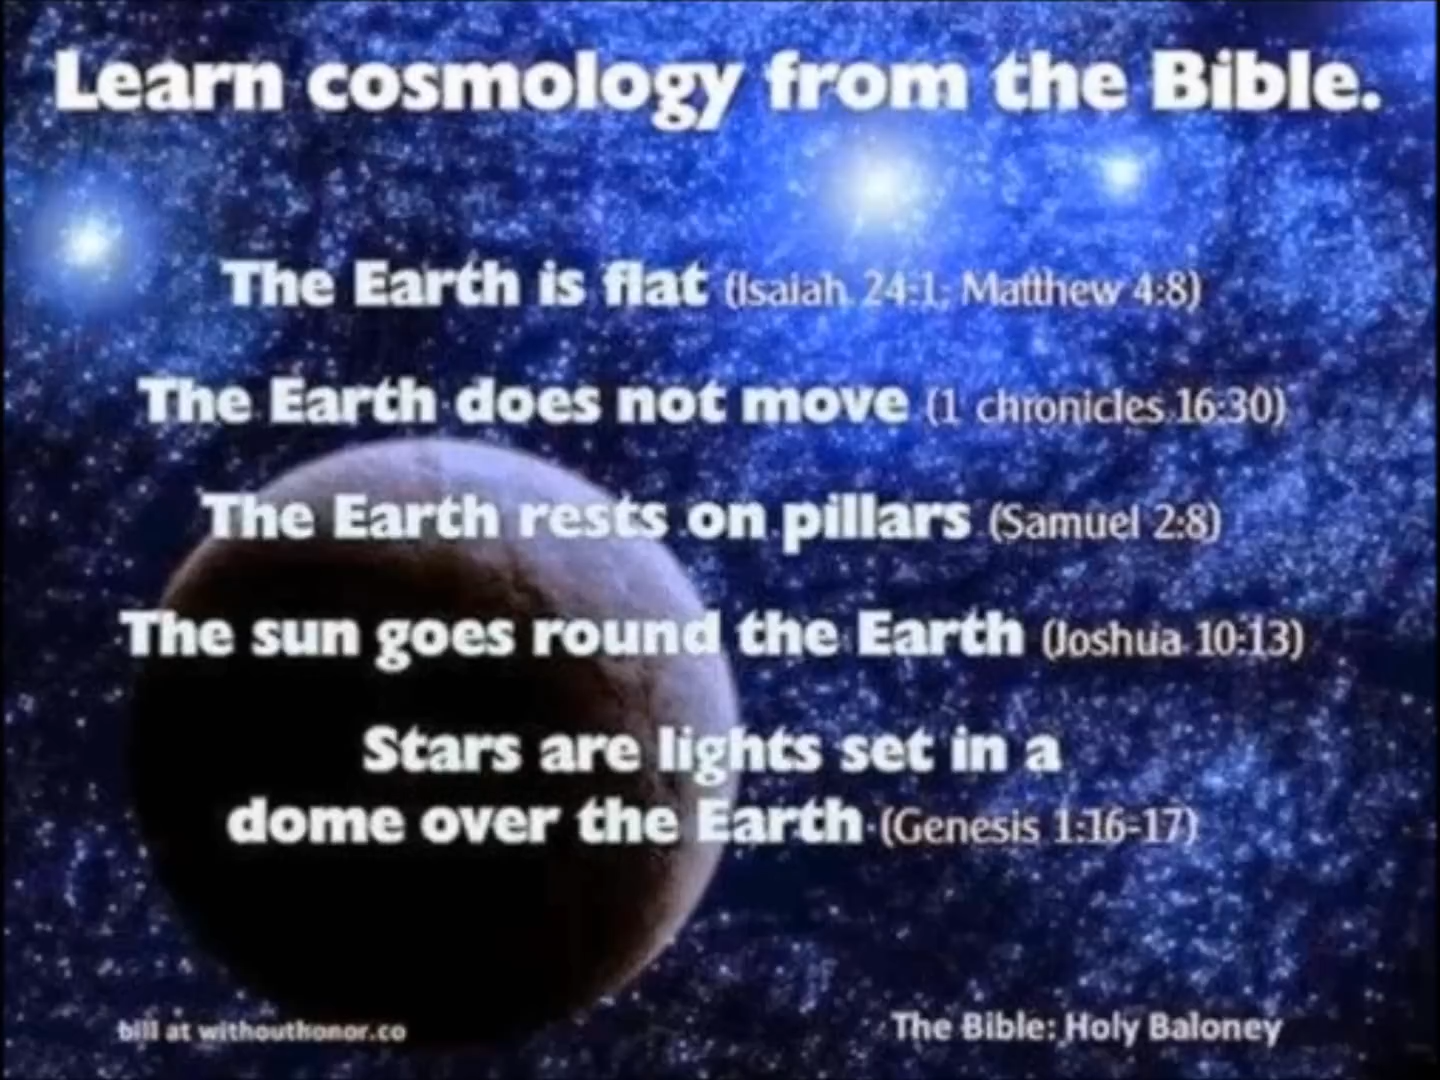 Learn cosmology from the Bible.
The Earth is flat (Isaiah 24:1; Matthew 4:8)
The Earth does not move (1 chronicles 16:30)
The Earth rests on pillars (Samuel 2:8)
The sun goes round the Earth (Joshua 10:13)
Stars are lights set in a
dome over the Earth (Genesis 1:16-17)
bill at withouthonor.co
The Bible: Holy Baloney